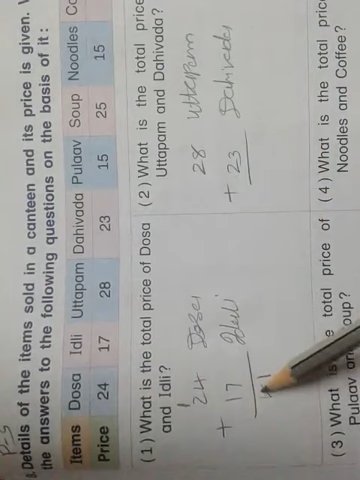 P-3
Details of the items sold in a canteen and its price is given.
the answers to the following questions on the basis of it :
Items Dosa Idli Uttapam Dahivada Pulaav Soup Noodles
Price 24 17 28 23 15 25 15
(1) What is the total price of Dosa
and Idli?
1
24 Dosa
+ 17 Idli
41
(2) What is the total price
Uttapam and Dahivada?
28 Uttapam
+ 23 Dahivada
(3) What total price of
Pulaav
(4) What is the total price
Noodles and Coffee?